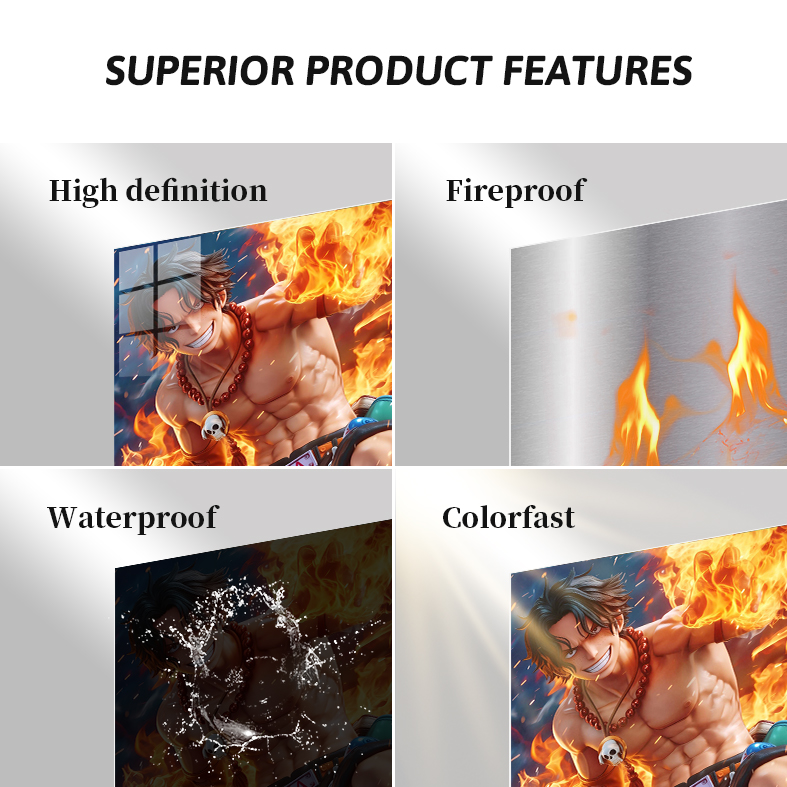 SUPERIOR PRODUCT FEATURES
High definition
Fireproof
Waterproof
Colorfast